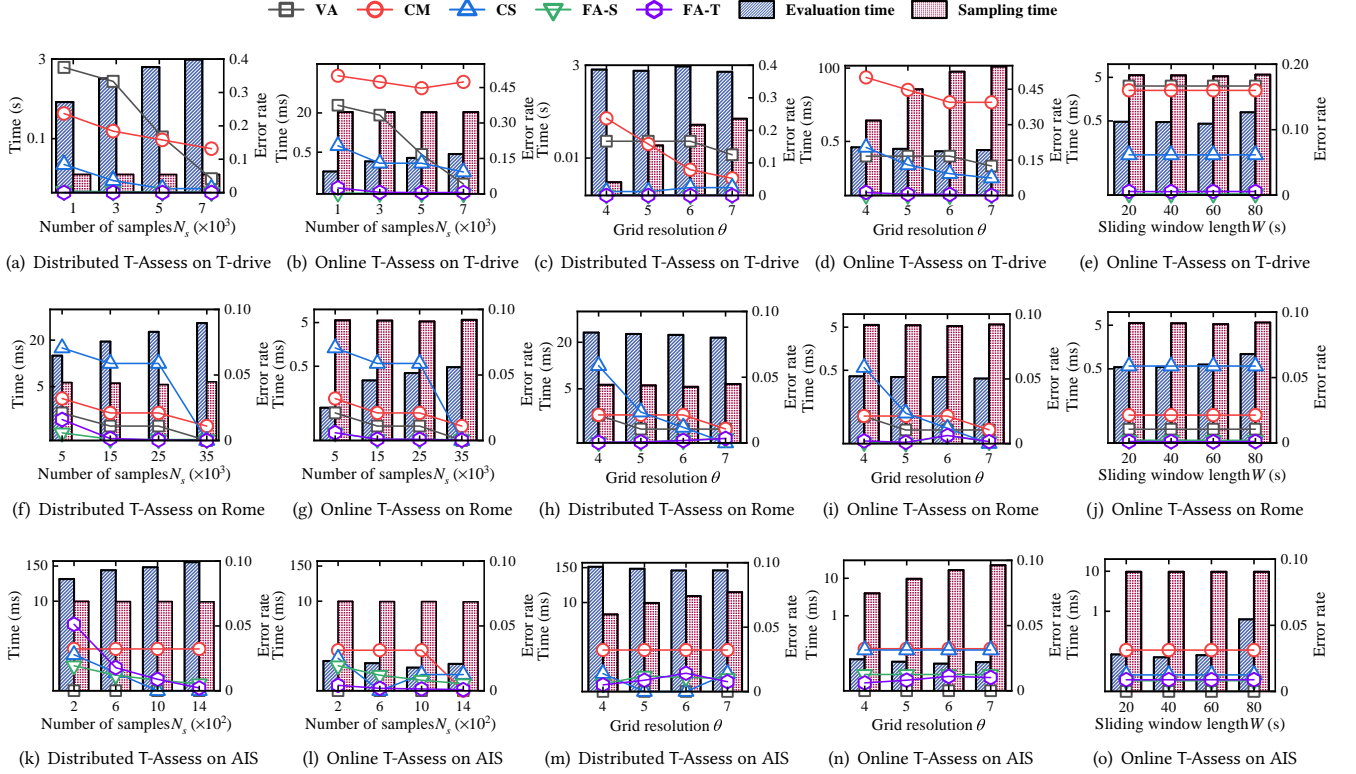 VA CM CS FA-S FA-T Evaluation time Sampling time
3 0.1 Time (s) 0.4 0.3 0.2 0.1 0 Error rate
1 3 5 7
Number of samples N_s (×10³)
(a) Distributed T-Assess on T-drive
20 0.5 Time (ms) 0.45 0.30 0.15 0 Error rate
1 3 5 7
Number of samples N_s (×10³)
(b) Online T-Assess on T-drive
3 0.01 Time (s) 0.4 0.3 0.2 0.1 0 Error rate
4 5 6 7
Grid resolution θ
(c) Distributed T-Assess on T-drive
100 0.5 Time (ms) 0.45 0.30 0.15 0 Error rate
4 5 6 7
Grid resolution θ
(d) Online T-Assess on T-drive
5 0.5 Time (ms) 0.20 0.10 0 Error rate
20 40 60 80
Sliding window length W (s)
(e) Online T-Assess on T-drive
20 5 Time (ms) 0.10 0.05 0 Error rate
5 15 25 35
Number of samples N_s (×10³)
(f) Distributed T-Assess on Rome
5 0.5 Time (ms) 0.10 0.05 0 Error rate
5 15 25 35
Number of samples N_s (×10³)
(g) Online T-Assess on Rome
20 5 Time (ms) 0.10 0.05 0 Error rate
4 5 6 7
Grid resolution θ
(h) Distributed T-Assess on Rome
5 0.5 Time (ms) 0.10 0.05 0 Error rate
4 5 6 7
Grid resolution θ
(i) Online T-Assess on Rome
5 0.5 Time (ms) 0.10 0.05 0 Error rate
20 40 60 80
Sliding window length W (s)
(j) Online T-Assess on Rome
150 10 Time (ms) 0.10 0.05 0 Error rate
2 6 10 14
Number of samples N_s (×10²)
(k) Distributed T-Assess on AIS
150 10 Time (ms) 0.10 0.05 0 Error rate
2 6 10 14
Number of samples N_s (×10²)
(l) Online T-Assess on AIS
150 10 Time (ms) 0.10 0.05 0 Error rate
4 5 6 7
Grid resolution θ
(m) Distributed T-Assess on AIS
10 1 Time (ms) 0.10 0.05 0 Error rate
4 5 6 7
Grid resolution θ
(n) Online T-Assess on AIS
10 1 Time (ms) 0.10 0.05 0 Error rate
20 40 60 80
Sliding window length W (s)
(o) Online T-Assess on AIS